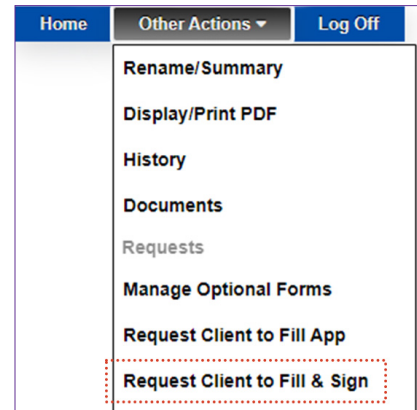 Home Other Actions ▾ Log Off
Rename/Summary
Display/Print PDF
History
Documents
Requests
Manage Optional Forms
Request Client to Fill App
Request Client to Fill & Sign